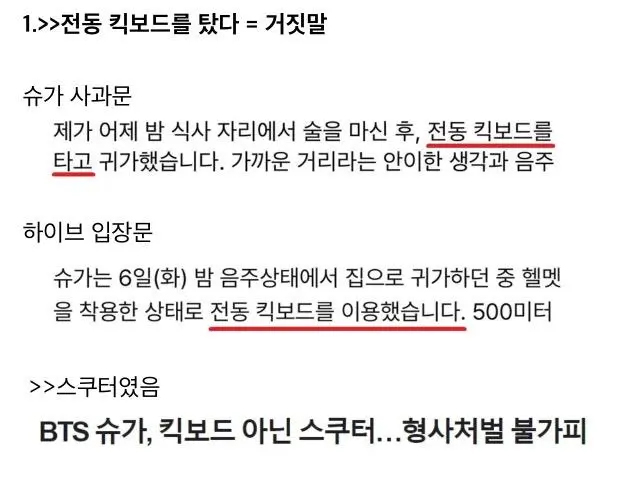 1.>>전동 킥보드를 탔다 = 거짓말
슈가 사과문
제가 어제 밤 식사 자리에서 술을 마신 후, 전동 킥보드를
타고 귀가했습니다. 가까운 거리라는 안이한 생각과 음주
하이브 입장문
슈가는 6일(화) 밤 음주상태에서 집으로 귀가하던 중 헬멧
을 착용한 상태로 전동 킥보드를 이용했습니다. 500미터
>>스쿠터였음
BTS 슈가, 킥보드 아닌 스쿠터...형사처벌 불가피